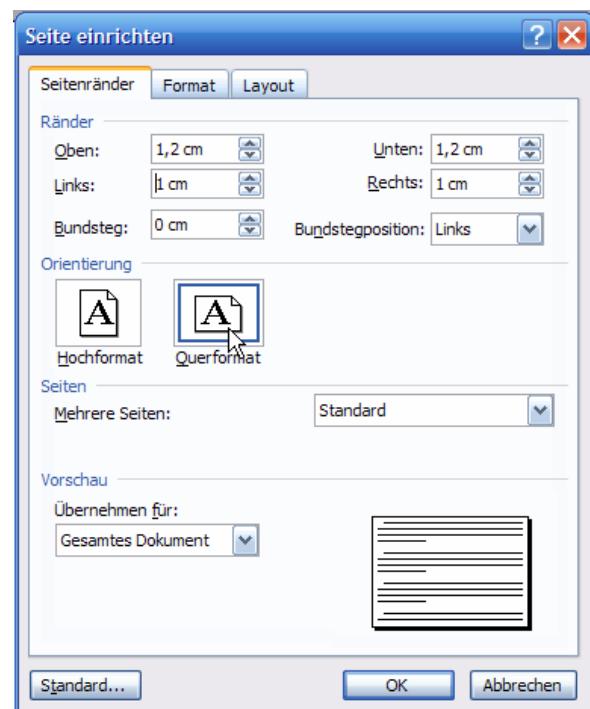 Seite einrichten
Seitenränder Format Layout
Ränder
Oben: 1,2 cm Unten: 1,2 cm
Links: 1 cm Rechts: 1 cm
Bundsteg: 0 cm Bundstegposition: Links
Orientierung
A A
Hochformat Querformat
Seiten
Mehrere Seiten: Standard
Vorschau
Übernehmen für:
Gesamtes Dokument
Standard... OK Abbrechen